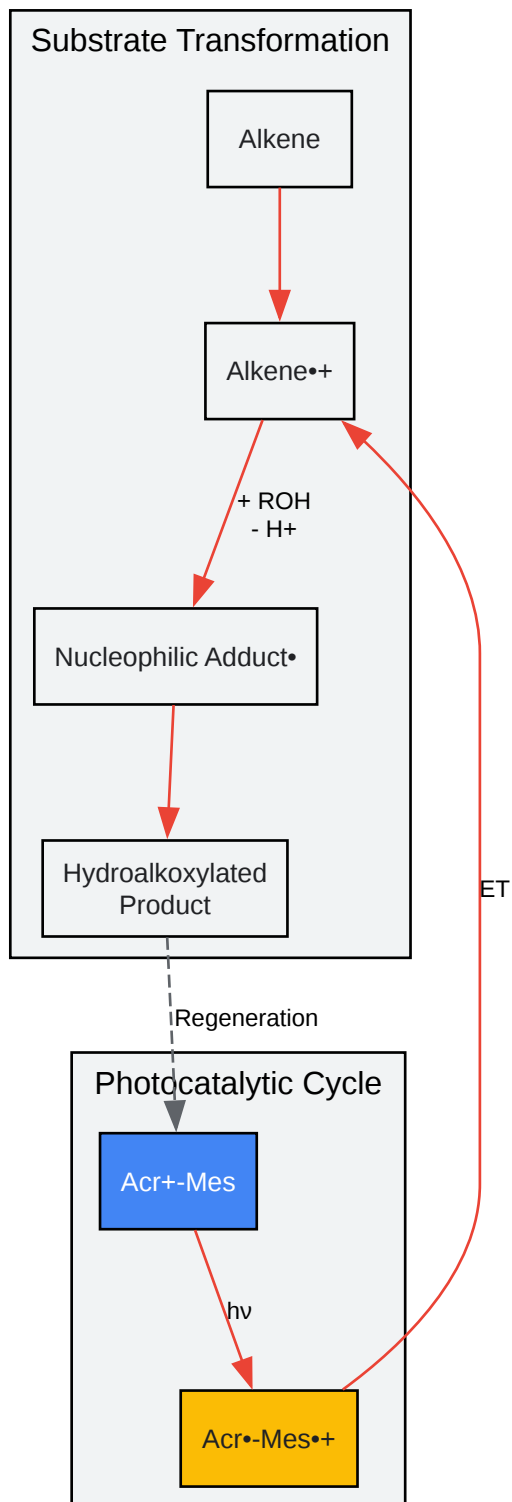 Substrate Transformation
Alkene
Alkene•+
+ ROH
- H+
Nucleophilic Adduct•
Hydroalkoxylated
Product
ET
Regeneration
Photocatalytic Cycle
Acr+-Mes
hν
Acr•-Mes•+